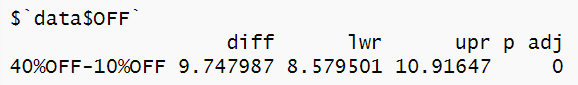 $`data$OFF`
diff lwr upr p adj
40%OFF-10%OFF 9.747987 8.579501 10.91647 0